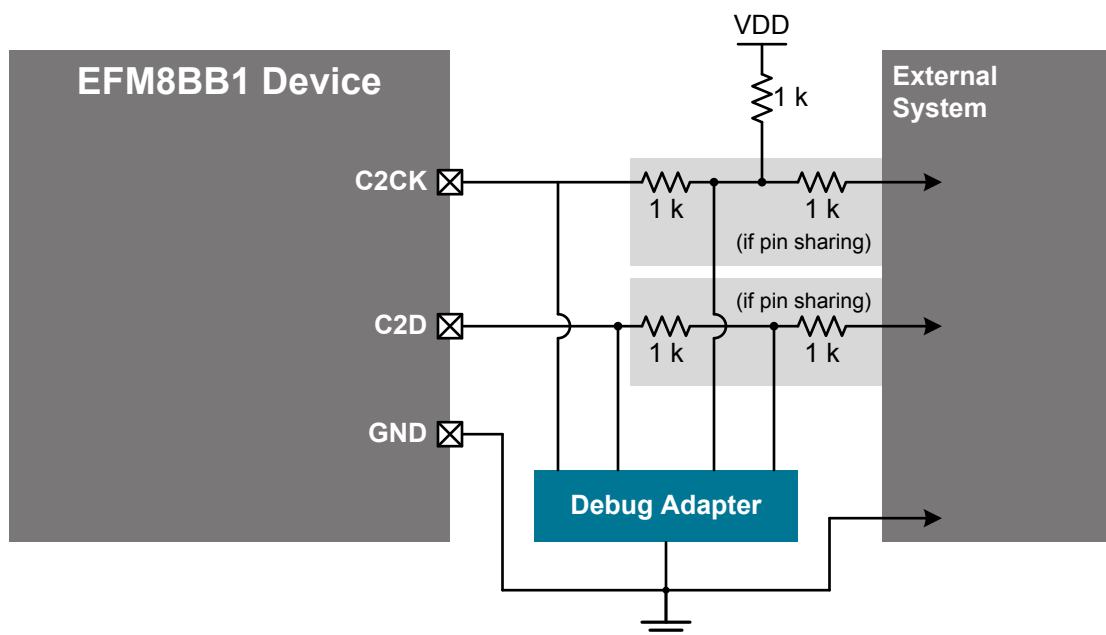 VDD
EFM8BB1 Device
External
System
1 k
C2CK
1 k
1 k
(if pin sharing)
(if pin sharing)
C2D
1 k
1 k
GND
Debug Adapter